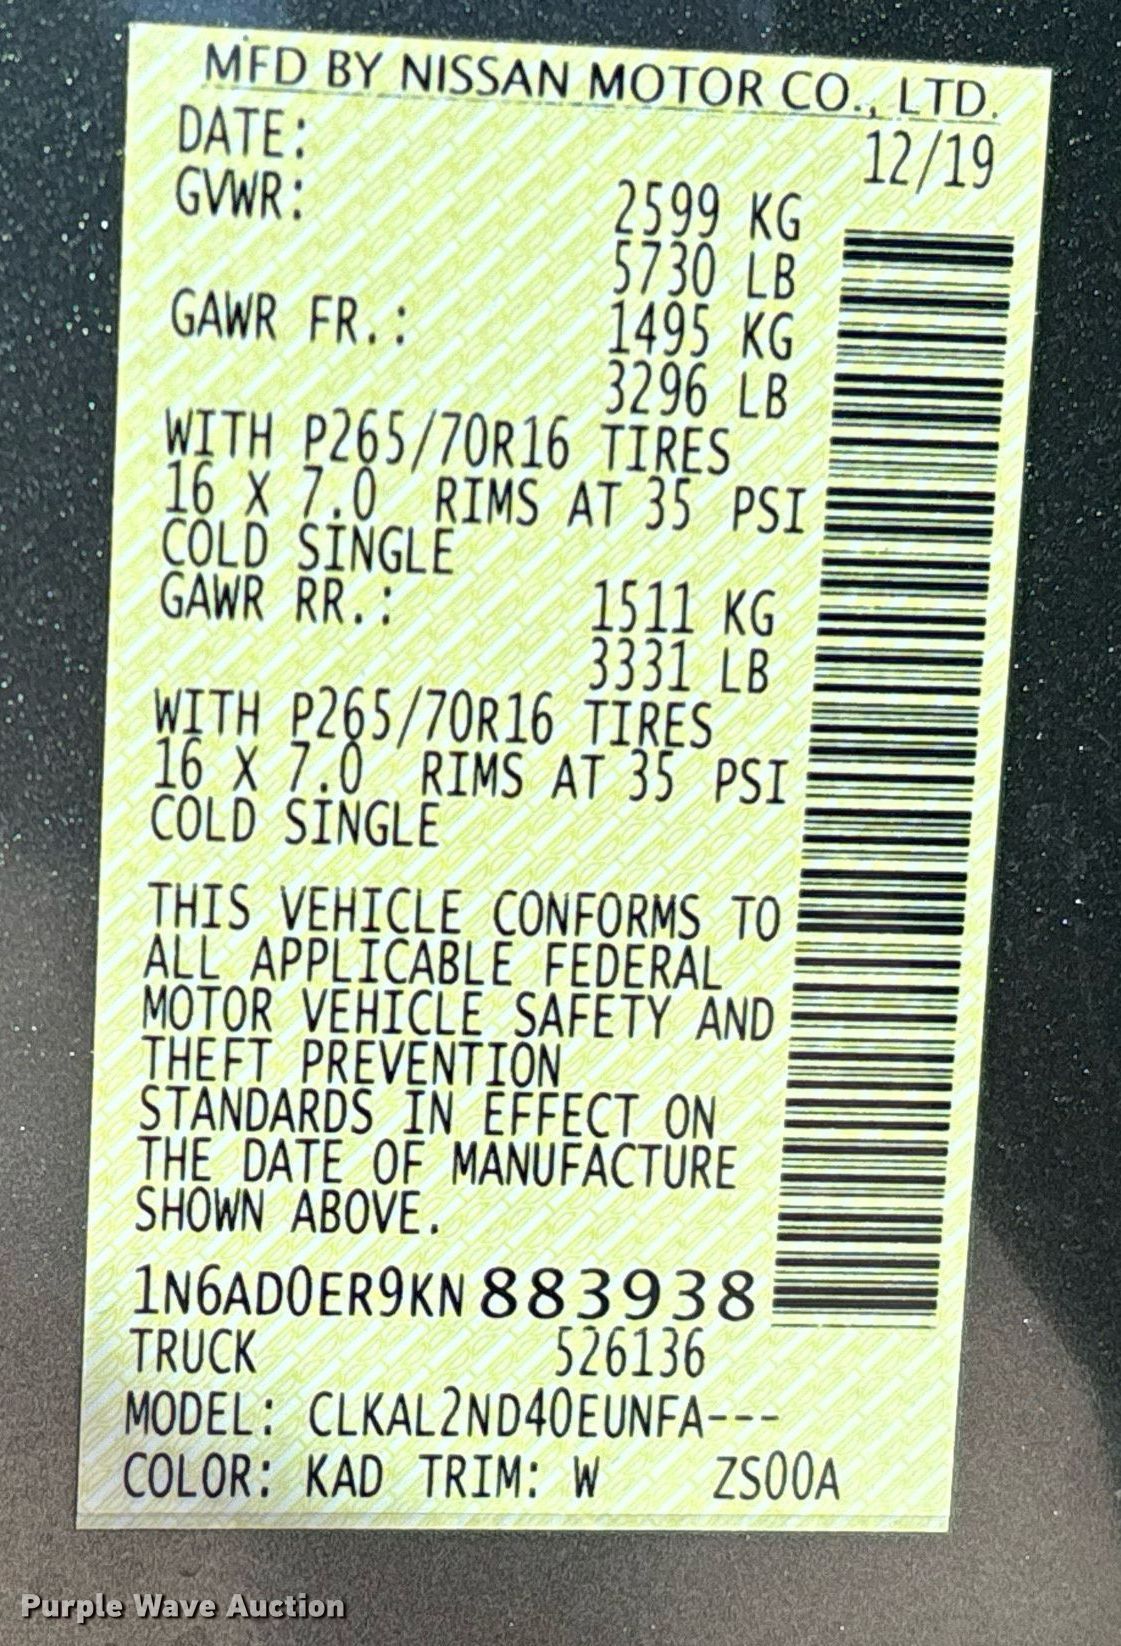 MFD BY NISSAN MOTOR CO., LTD.
DATE: 12/19
GVWR: 2599 KG
5730 LB
GAWR FR.: 1495 KG
3296 LB
WITH P265/70R16 TIRES
16 X 7.0 RIMS AT 35 PSI
COLD SINGLE
GAWR RR.: 1511 KG
3331 LB
WITH P265/70R16 TIRES
16 X 7.0 RIMS AT 35 PSI
COLD SINGLE
THIS VEHICLE CONFORMS TO
ALL APPLICABLE FEDERAL
MOTOR VEHICLE SAFETY AND
THEFT PREVENTION
STANDARDS IN EFFECT ON
THE DATE OF MANUFACTURE
SHOWN ABOVE.
1N6AD0ER9KN883938
TRUCK 526136
MODEL: CLKAL2ND40EUNFA---
COLOR: KAD TRIM: W ZS00A
Purple Wave Auction